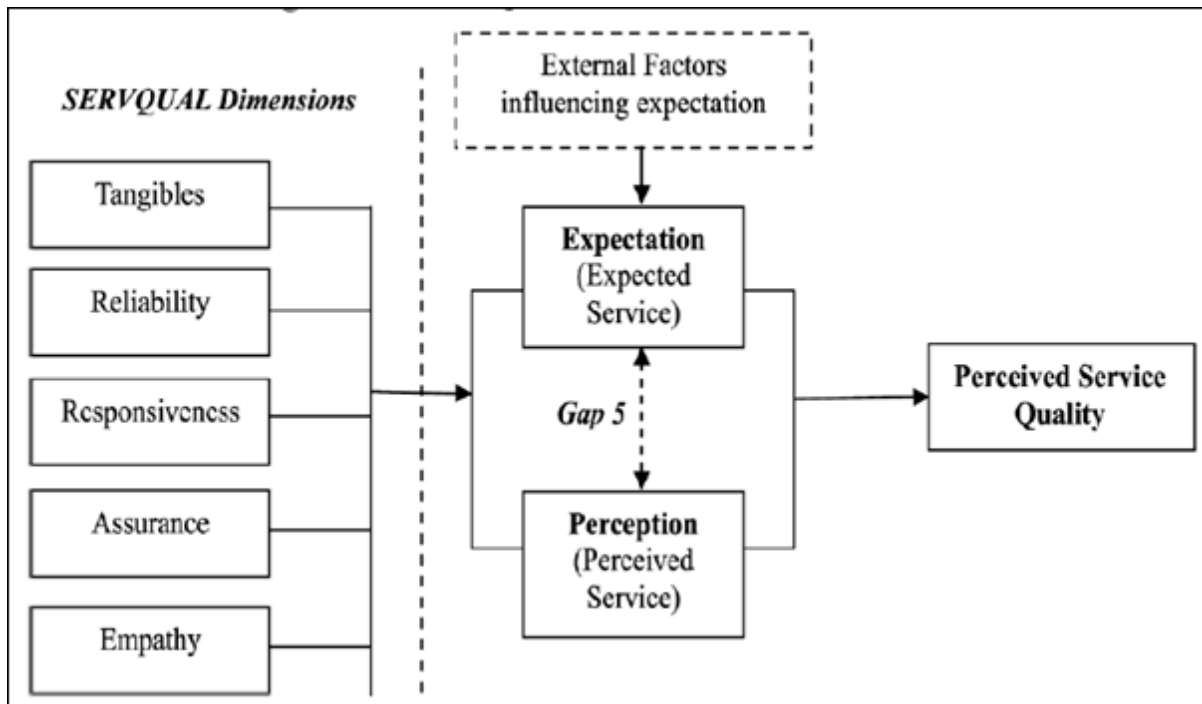 SERVQUAL Dimensions
Tangibles
Reliability
Responsiveness
Assurance
Empathy
External Factors
influencing expectation
Expectation
(Expected
Service)
Gap 5
Perception
(Perceived
Service)
Perceived Service
Quality